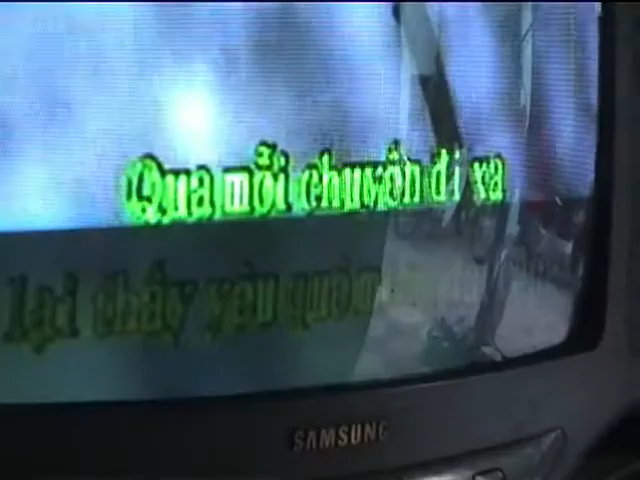 Qua mỗi chuyến đi xa
lại thấy yêu quê
SAMSUNG